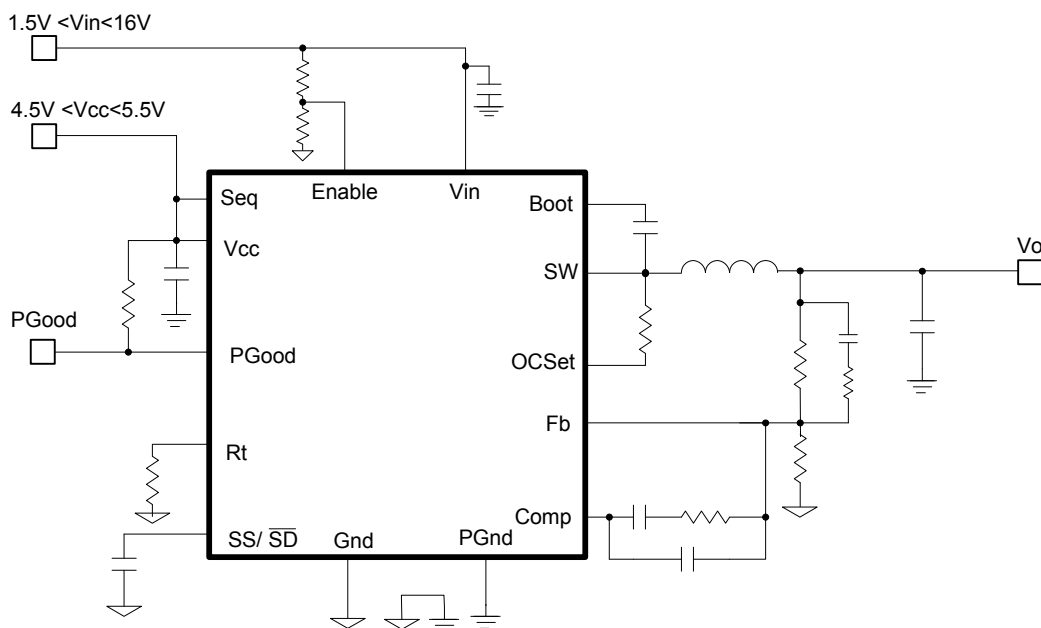 1.5V <Vin<16V
4.5V <Vcc<5.5V
Enable
Vin
Seq
Boot
Vcc
SW
Vo
PGood
PGood
OCSet
Fb
Rt
Comp
SS/ S̅D̅
Gnd
PGnd